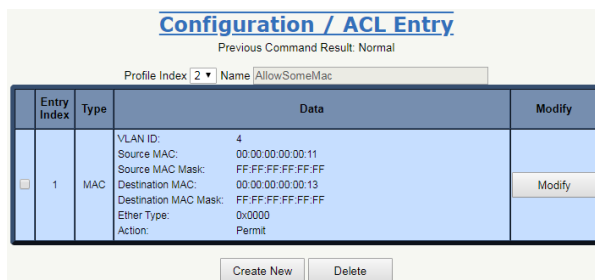 Configuration / ACL Entry
Previous Command Result: Normal
Profile Index 2 Name AllowSomeMac
Entry Index Type Data Modify
VLAN ID: 4
Source MAC: 00:00:00:00:00:11
Source MAC Mask: FF:FF:FF:FF:FF:FF
1 MAC Destination MAC: 00:00:00:00:00:13 Modify
Destination MAC Mask: FF:FF:FF:FF:FF:FF
Ether Type: 0x0000
Action: Permit
Create New Delete